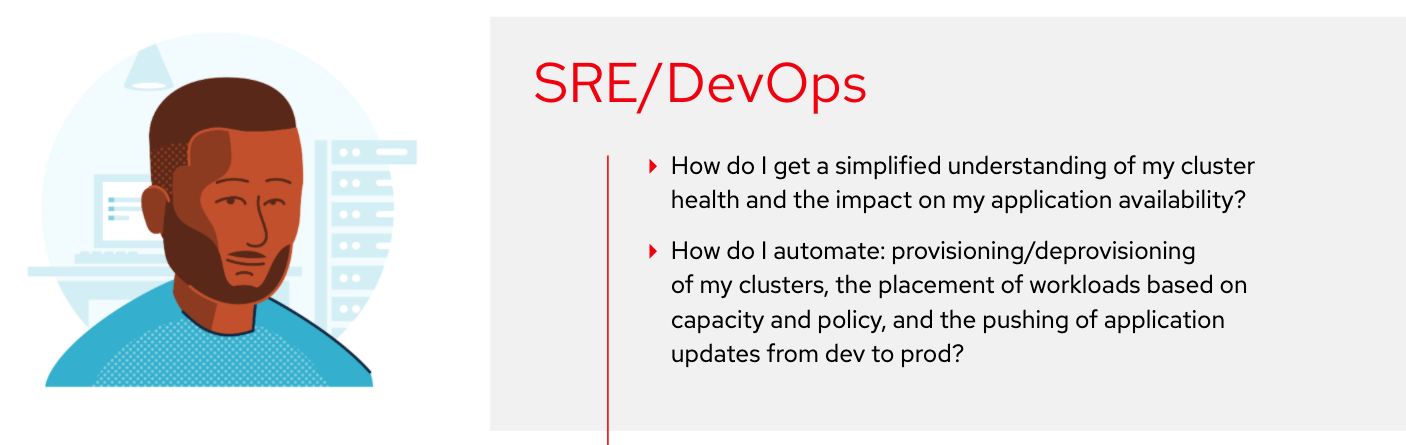 SRE/DevOps
How do I get a simplified understanding of my cluster
health and the impact on my application availability?
How do I automate: provisioning/deprovisioning
of my clusters, the placement of workloads based on
capacity and policy, and the pushing of application
updates from dev to prod?